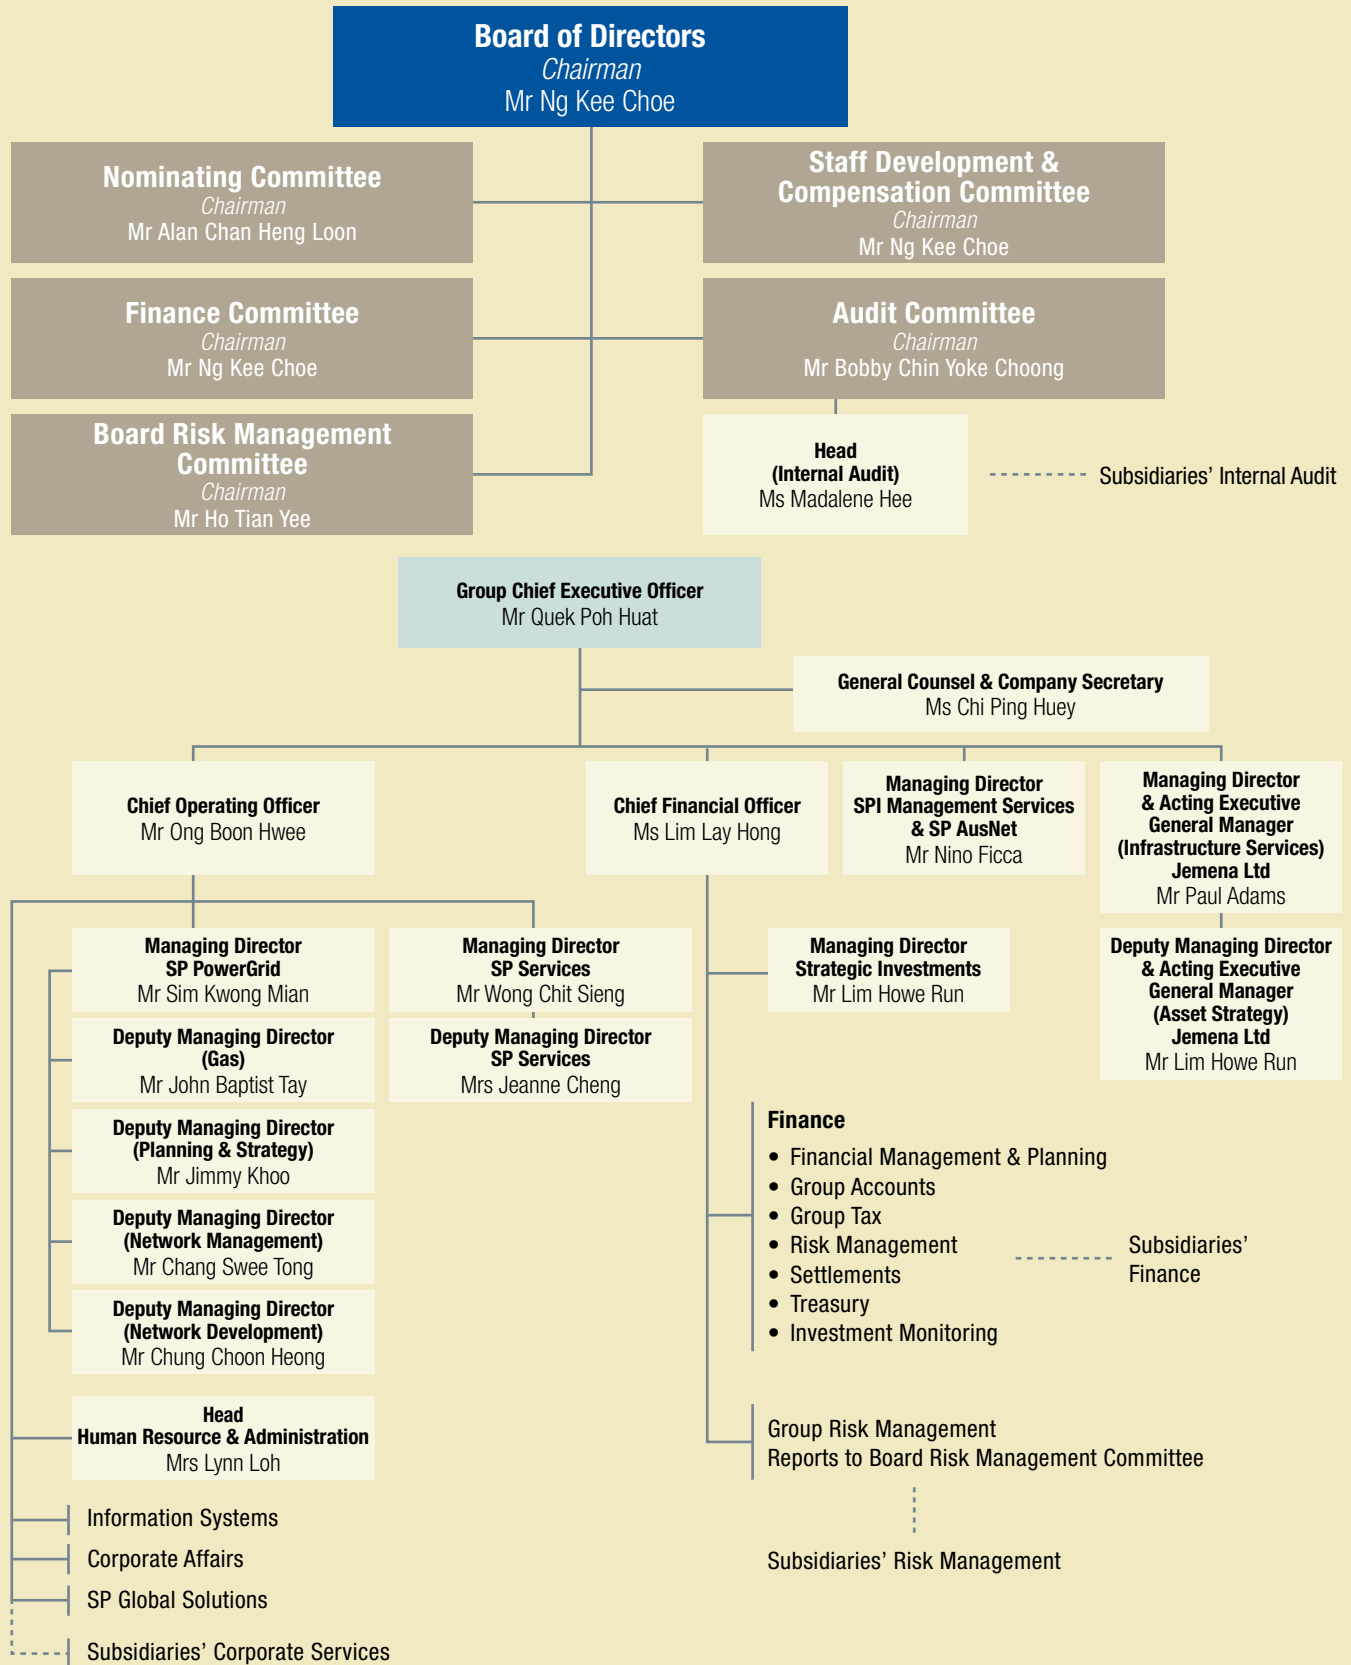 Board of Directors
Chairman
Mr Ng Kee Choe
Nominating Committee
Chairman
Mr Alan Chan Heng Loon
Staff Development &
Compensation Committee
Chairman
Mr Ng Kee Choe
Finance Committee
Chairman
Mr Ng Kee Choe
Audit Committee
Chairman
Mr Bobby Chin Yoke Choong
Board Risk Management
Committee
Chairman
Mr Ho Tian Yee
Head
(Internal Audit)
Ms Madalene Hee
Subsidiaries' Internal Audit
Group Chief Executive Officer
Mr Quek Poh Huat
General Counsel & Company Secretary
Ms Chi Ping Huey
Chief Operating Officer
Mr Ong Boon Hwee
Chief Financial Officer
Ms Lim Lay Hong
Managing Director
SPI Management Services
& SP AusNet
Mr Nino Ficca
Managing Director
& Acting Executive
General Manager
(Infrastructure Services)
Jemena Ltd
Mr Paul Adams
Managing Director
SP PowerGrid
Mr Sim Kwong Mian
Managing Director
SP Services
Mr Wong Chit Sieng
Managing Director
Strategic Investments
Mr Lim Howe Run
Deputy Managing Director
& Acting Executive
General Manager
(Asset Strategy)
Jemena Ltd
Mr Lim Howe Run
Deputy Managing Director
(Gas)
Mr John Baptist Tay
Deputy Managing Director
SP Services
Mrs Jeanne Cheng
Deputy Managing Director
(Planning & Strategy)
Mr Jimmy Khoo
Deputy Managing Director
(Network Management)
Mr Chang Swee Tong
Deputy Managing Director
(Network Development)
Mr Chung Choon Heong
Finance
• Financial Management & Planning
• Group Accounts
• Group Tax
• Risk Management
• Settlements
• Treasury
• Investment Monitoring
Subsidiaries'
Finance
Head
Human Resource & Administration
Mrs Lynn Loh
Group Risk Management
Reports to Board Risk Management Committee
Subsidiaries' Risk Management
Information Systems
Corporate Affairs
SP Global Solutions
Subsidiaries' Corporate Services